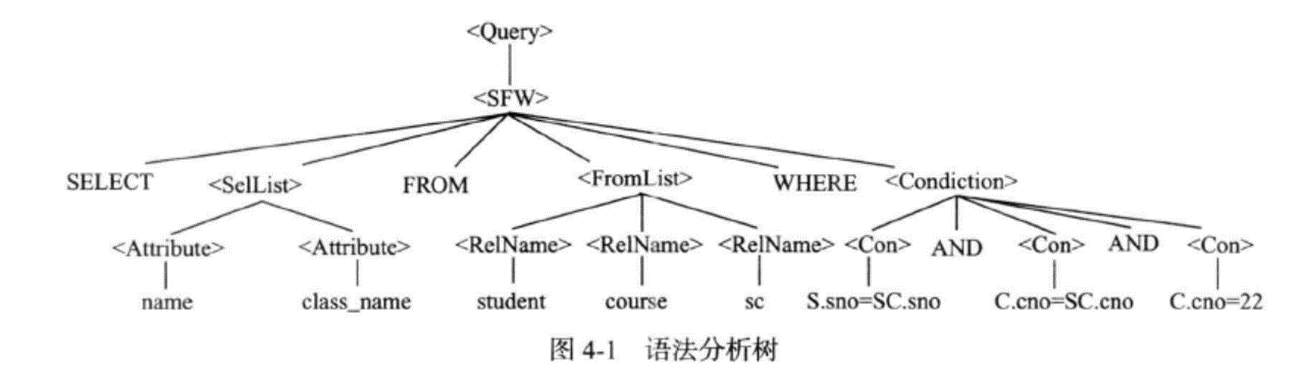 <Query>
<SFW>
SELECT <SelList> FROM <FromList> WHERE <Condiction>
<Attribute> <Attribute> <RelName> <RelName> <RelName> <Con> AND <Con> AND <Con>
name class_name student course sc S.sno=SC.sno C.cno=SC.cno C.cno=22
图 4-1 语法分析树